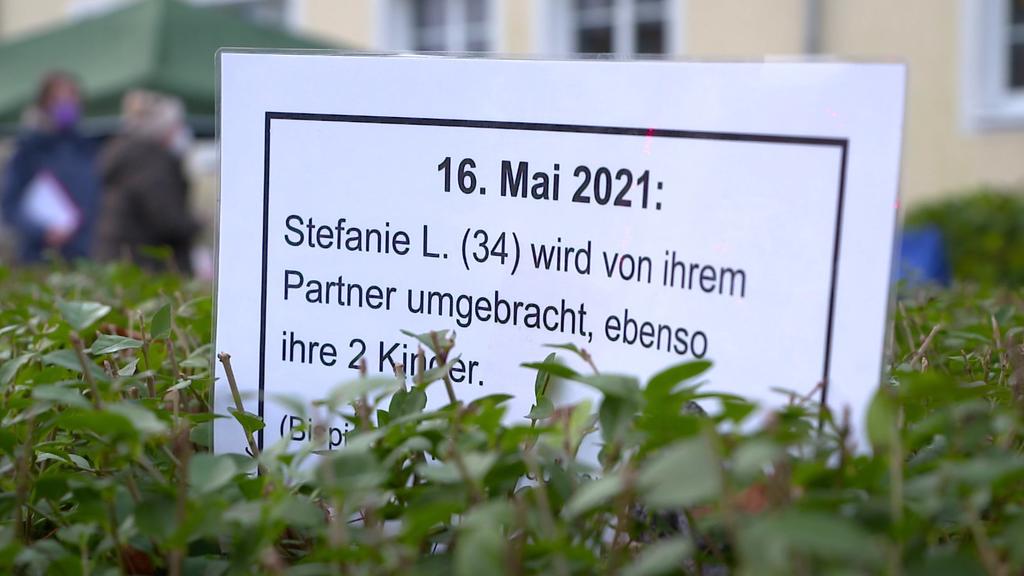 16. Mai 2021:
Stefanie L. (34) wird von ihrem
Partner umgebracht, ebenso
ihre 2 Kinder.